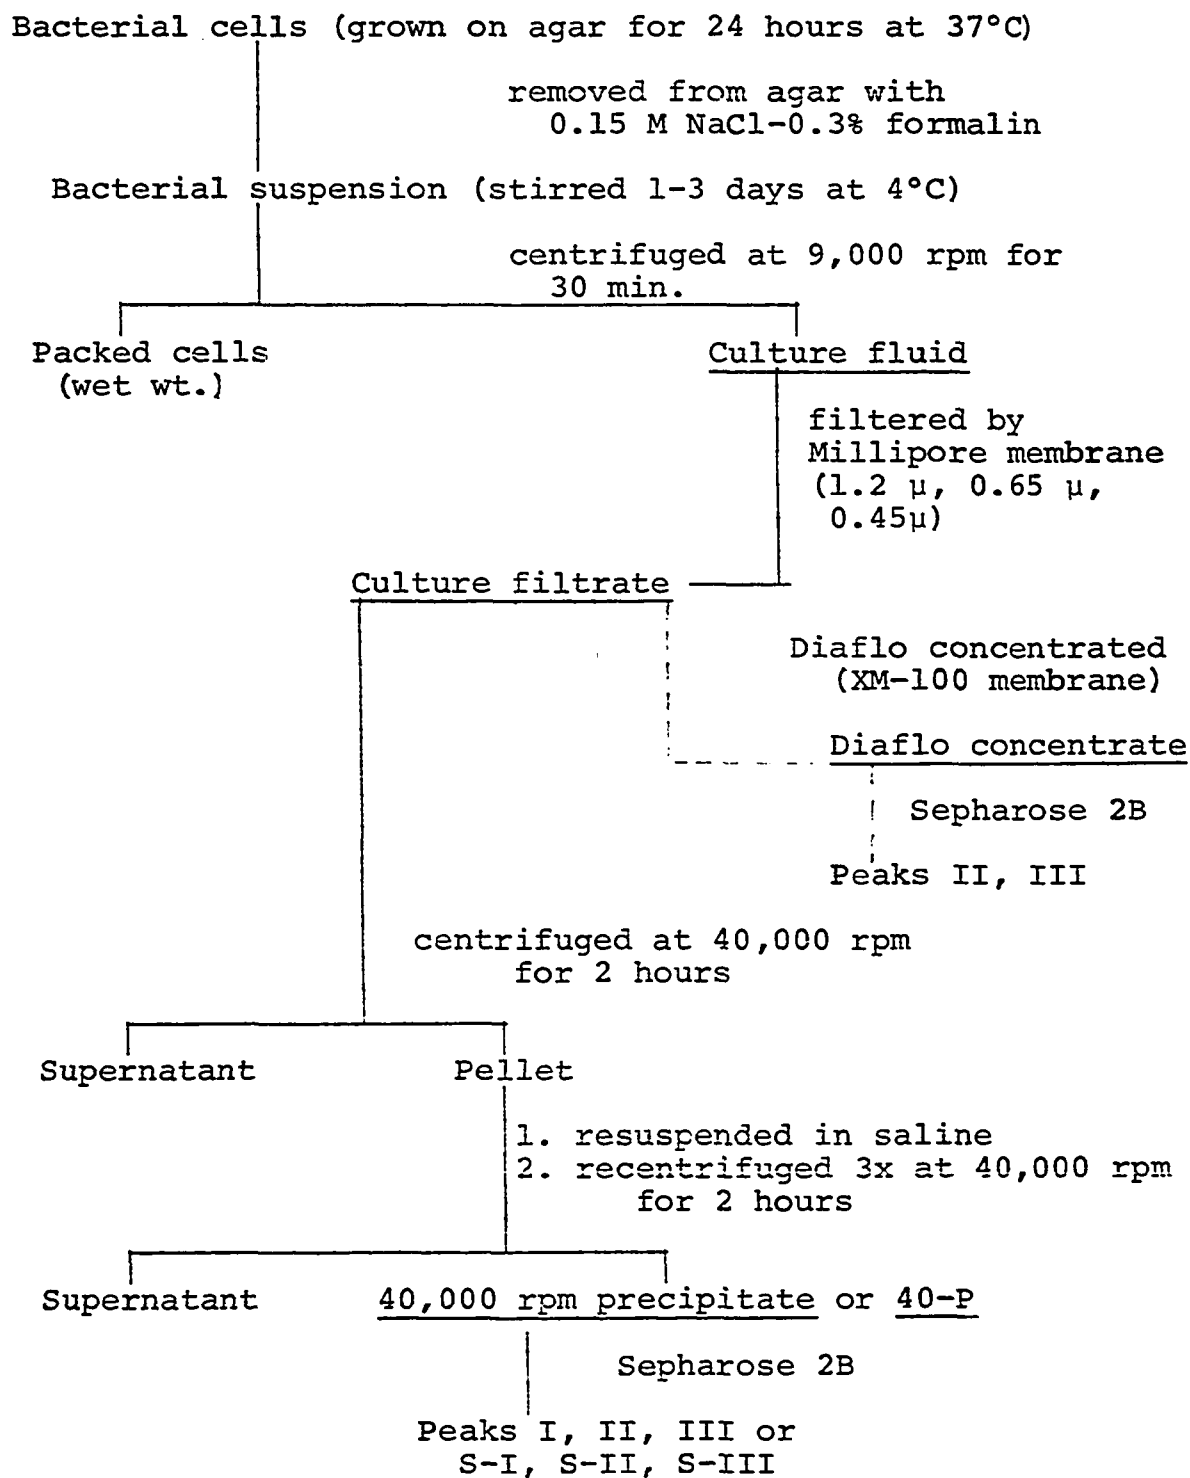 Bacterial cells (grown on agar for 24 hours at 37°C)
removed from agar with
0.15 M NaCl-0.3% formalin
Bacterial suspension (stirred 1-3 days at 4°C)
centrifuged at 9,000 rpm for
30 min.
Packed cells
(wet wt.)
Culture fluid
filtered by
Millipore membrane
(1.2 μ, 0.65 μ,
0.45μ)
Culture filtrate
Diaflo concentrated
(XM-100 membrane)
Diaflo concentrate
Sepharose 2B
Peaks II, III
centrifuged at 40,000 rpm
for 2 hours
Supernatant
Pellet
1. resuspended in saline
2. recentrifuged 3x at 40,000 rpm
for 2 hours
Supernatant
40,000 rpm precipitate or 40-P
Sepharose 2B
Peaks I, II, III or
S-I, S-II, S-III